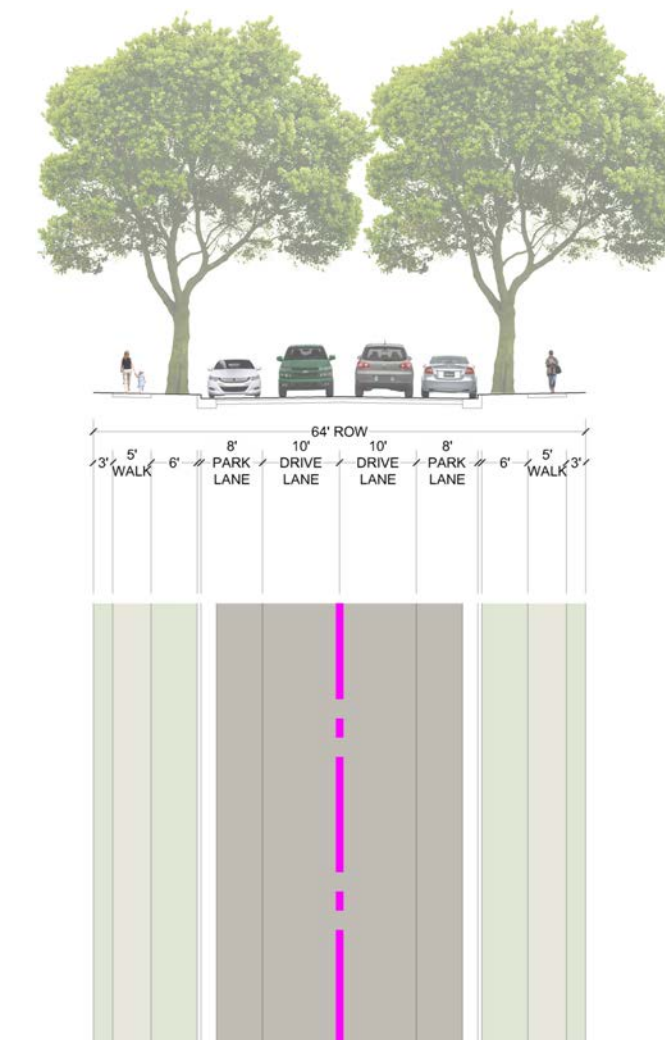 64' ROW
3'
5'
WALK
6'
8'
PARK
LANE
10'
DRIVE
LANE
10'
DRIVE
LANE
8'
PARK
LANE
6'
5'
WALK
3'